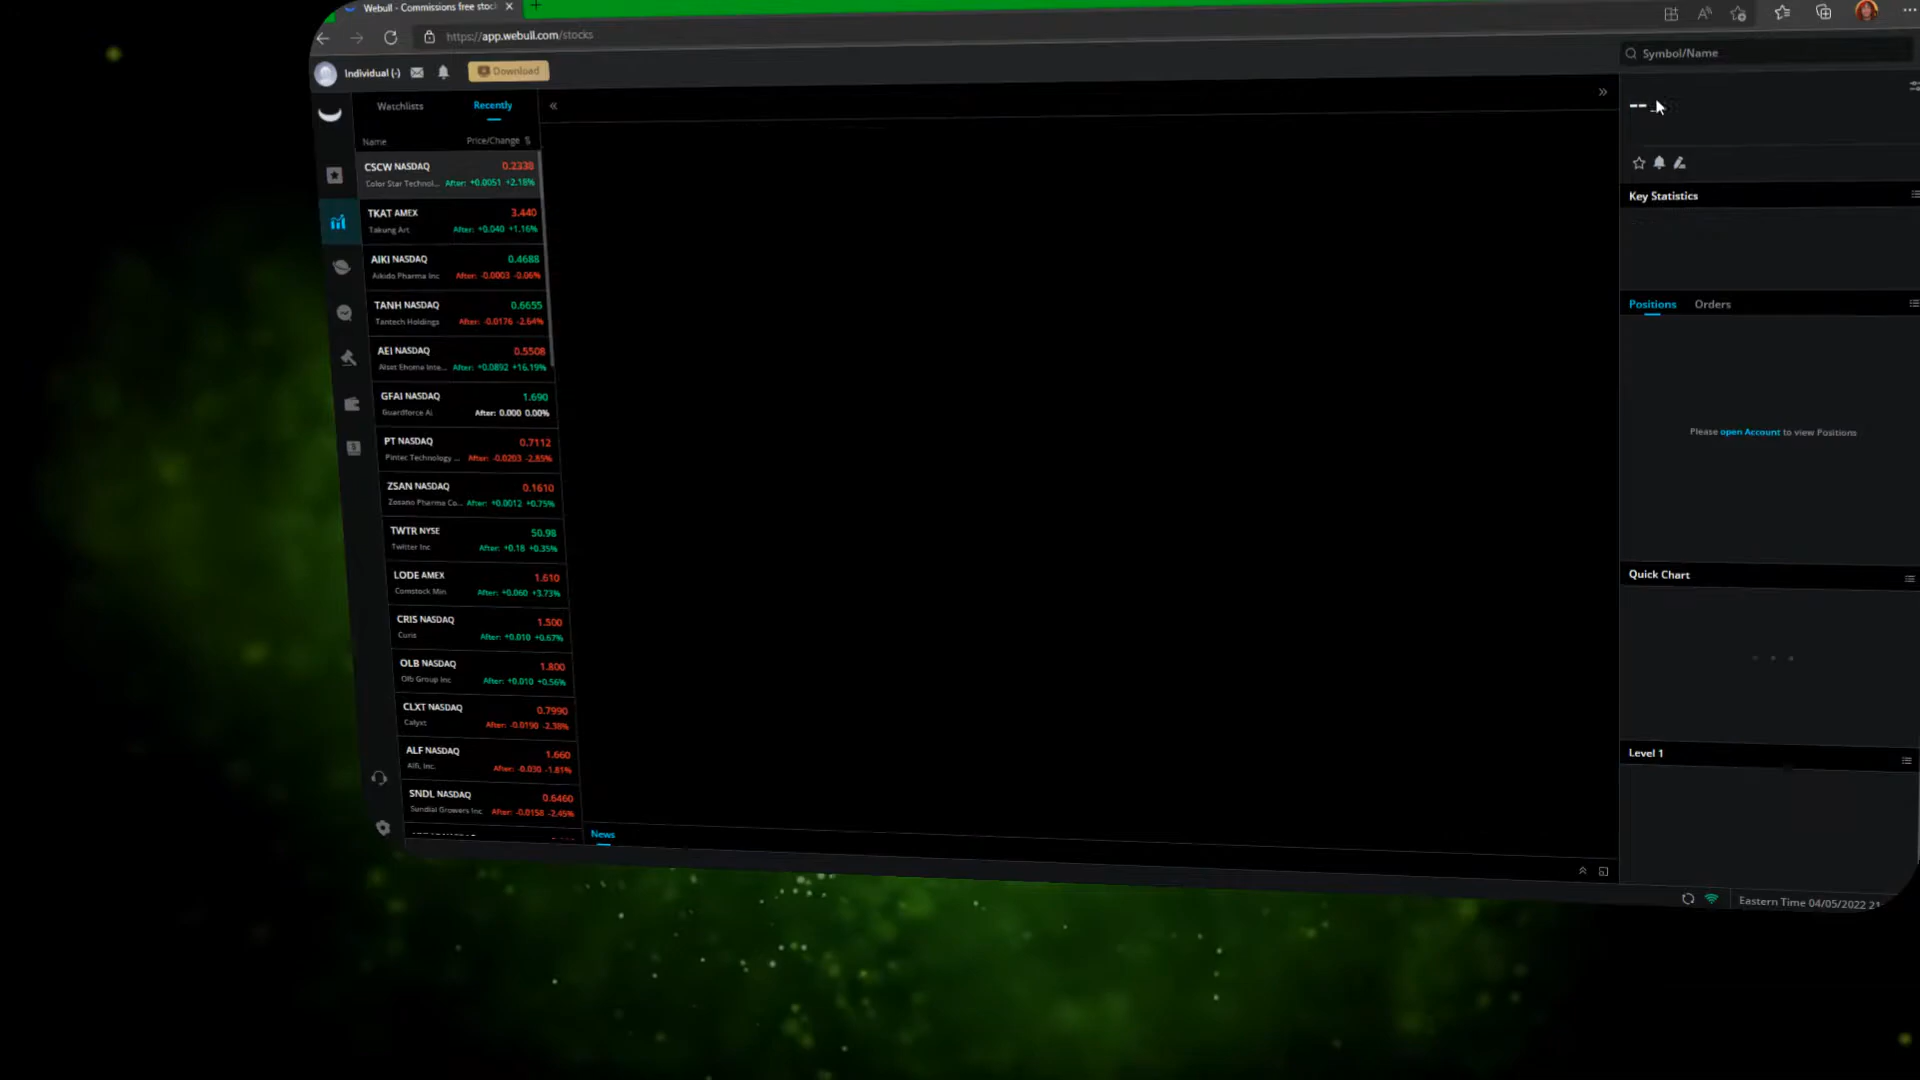 Webull - Commissions free stoc
https://app.webull.com/stocks
Individual (-)
Download
Symbol/Name
Watchlists
Recently
Name
Price/Change
CSCW NASDAQ 0.2338
Color Star Technol... After: +0.0051 +2.18%
TKAT AMEX 3.440
Takung Art After: +0.040 +1.16%
AIKI NASDAQ 0.4688
Aikido Pharma Inc After: -0.0003 -0.06%
TANH NASDAQ 0.6655
Tantech Holdings After: -0.0176 -2.64%
AEI NASDAQ 0.5508
Alset Ehome Inte... After: +0.0892 +16.19%
GFAI NASDAQ 1.690
Guardforce AI After: 0.000 0.00%
PT NASDAQ 0.7112
Pintec Technology ... After: -0.0203 -2.85%
ZSAN NASDAQ 0.1610
Zosano Pharma Co... After: +0.0012 +0.75%
TWTR NYSE 50.98
Twitter Inc After: +0.18 +0.35%
LODE AMEX 1.610
Comstock Min After: +0.060 +3.73%
CRIS NASDAQ 1.500
Curis After: +0.010 +0.67%
OLB NASDAQ 1.800
Olb Group Inc After: +0.010 +0.56%
CLXT NASDAQ 0.7990
Calyxt After: -0.0190 -2.38%
ALF NASDAQ 1.660
Alfi, Inc. After: -0.030 -1.81%
SNDL NASDAQ 0.6460
Sundial Growers Inc After: -0.0158 -2.45%
News
--
Key Statistics
Positions
Orders
Please open Account to view Positions
Quick Chart
Level 1
Eastern Time 04/05/2022 21